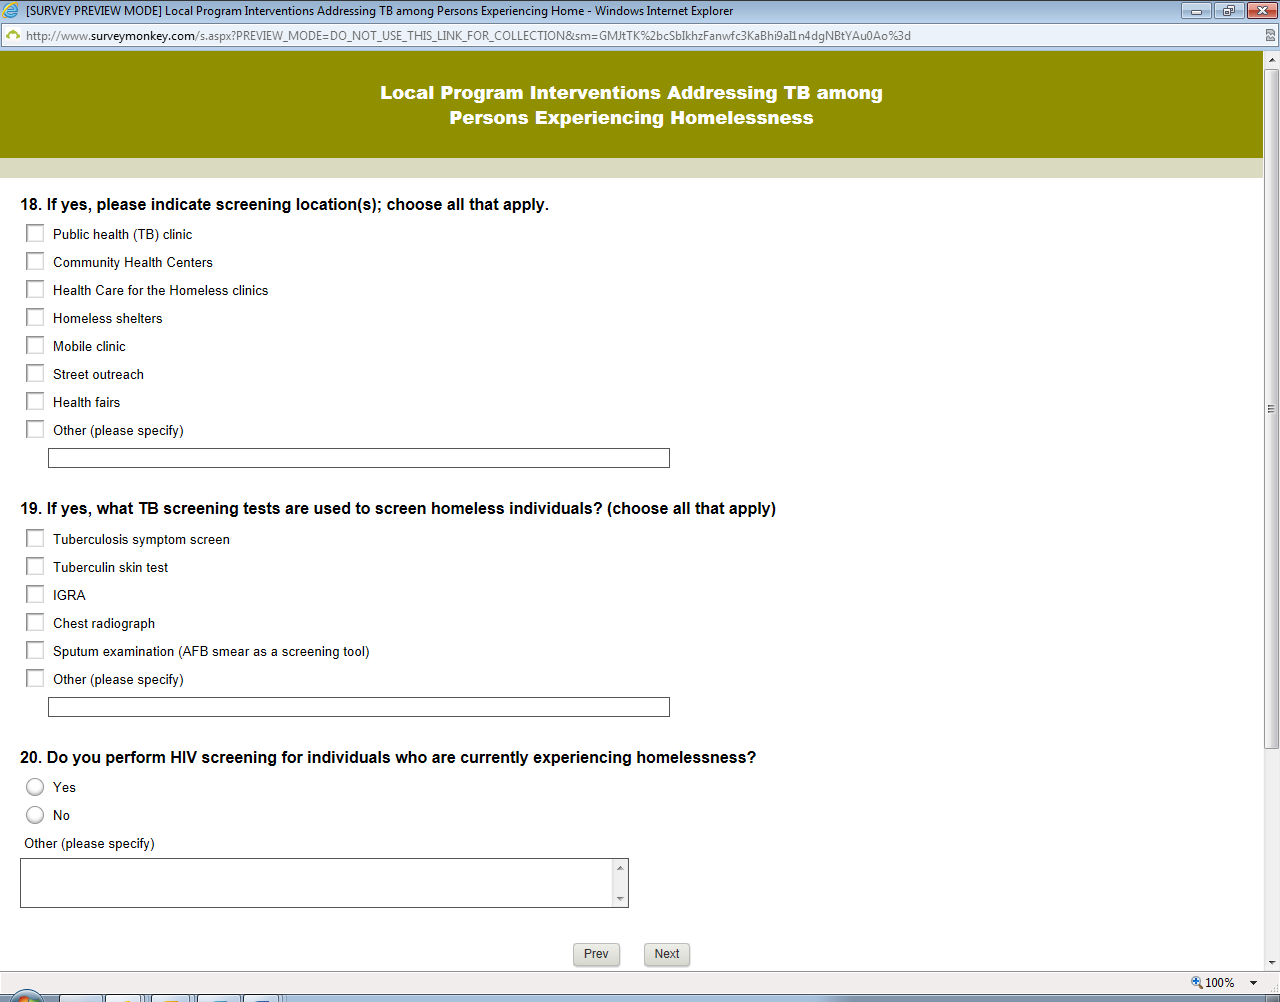 [SURVEY PREVIEW MODE] Local Program Interventions Addressing TB among Persons Experiencing Home - Windows Internet Explorer
http://www.surveymonkey.com/s.aspx?PREVIEW_MODE=DO_NOT_USE_THIS_LINK_FOR_COLLECTION&sm=GMJtTK%2bcSbIkhzFanwfc3KaBhi9aI1n4dgNBtYAu0Ao%3d
Local Program Interventions Addressing TB among
Persons Experiencing Homelessness
18. If yes, please indicate screening location(s); choose all that apply.
Public health (TB) clinic
Community Health Centers
Health Care for the Homeless clinics
Homeless shelters
Mobile clinic
Street outreach
Health fairs
Other (please specify)
19. If yes, what TB screening tests are used to screen homeless individuals? (choose all that apply)
Tuberculosis symptom screen
Tuberculin skin test
IGRA
Chest radiograph
Sputum examination (AFB smear as a screening tool)
Other (please specify)
20. Do you perform HIV screening for individuals who are currently experiencing homelessness?
Yes
No
Other (please specify)
Prev Next
100%